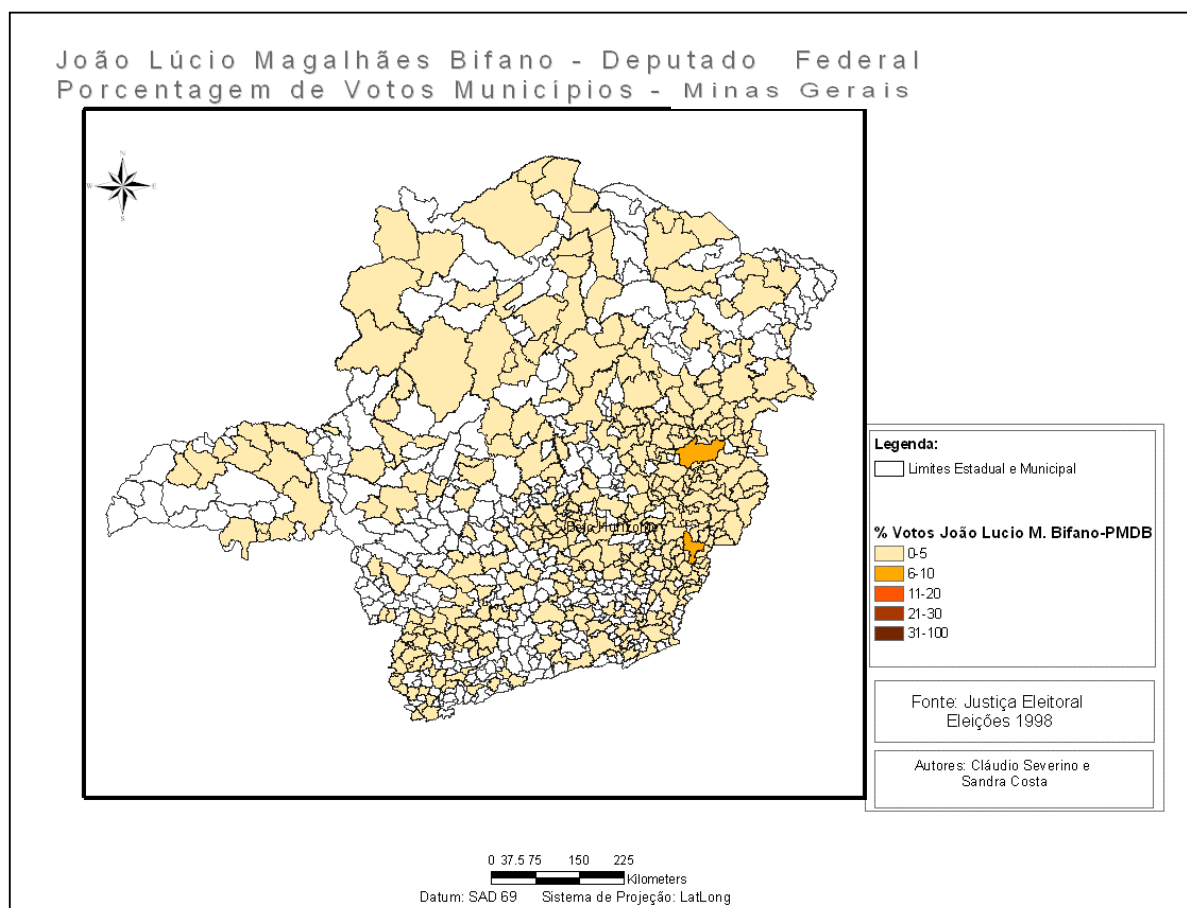 João Lúcio Magalhães Bifano - Deputado Federal
Porcentagem de Votos Municípios - Minas Gerais
N
W
E
S
Belo Horizonte
Legenda:
Limites Estadual e Municipal
% Votos João Lucio M. Bifano-PMDB
0-5
6-10
11-20
21-30
31-100
Fonte: Justiça Eleitoral
Eleições 1998
Autores: Cláudio Severino e
Sandra Costa
0 37.5 75 150 225
Kilometers
Datum: SAD 69 Sistema de Projeção: LatLong